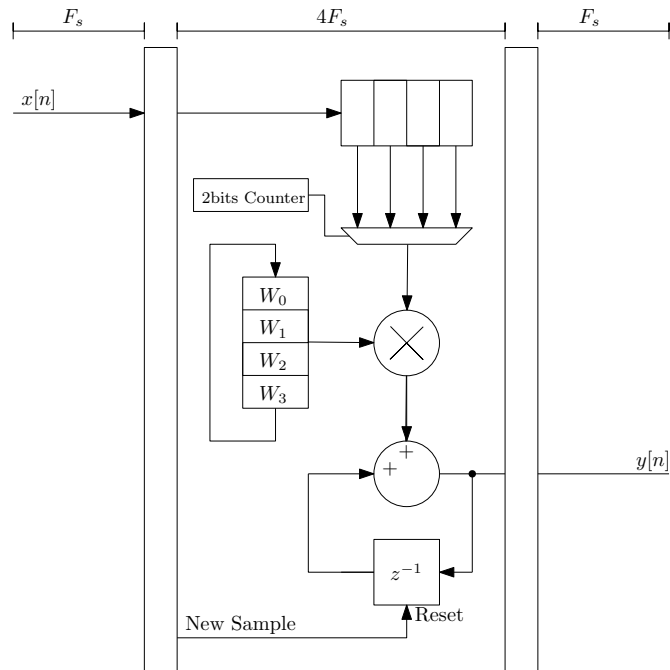 F_s
4F_s
F_s
x[n]
2bits Counter
W_0
W_1
W_2
W_3
+
+
y[n]
z^{-1}
Reset
New Sample